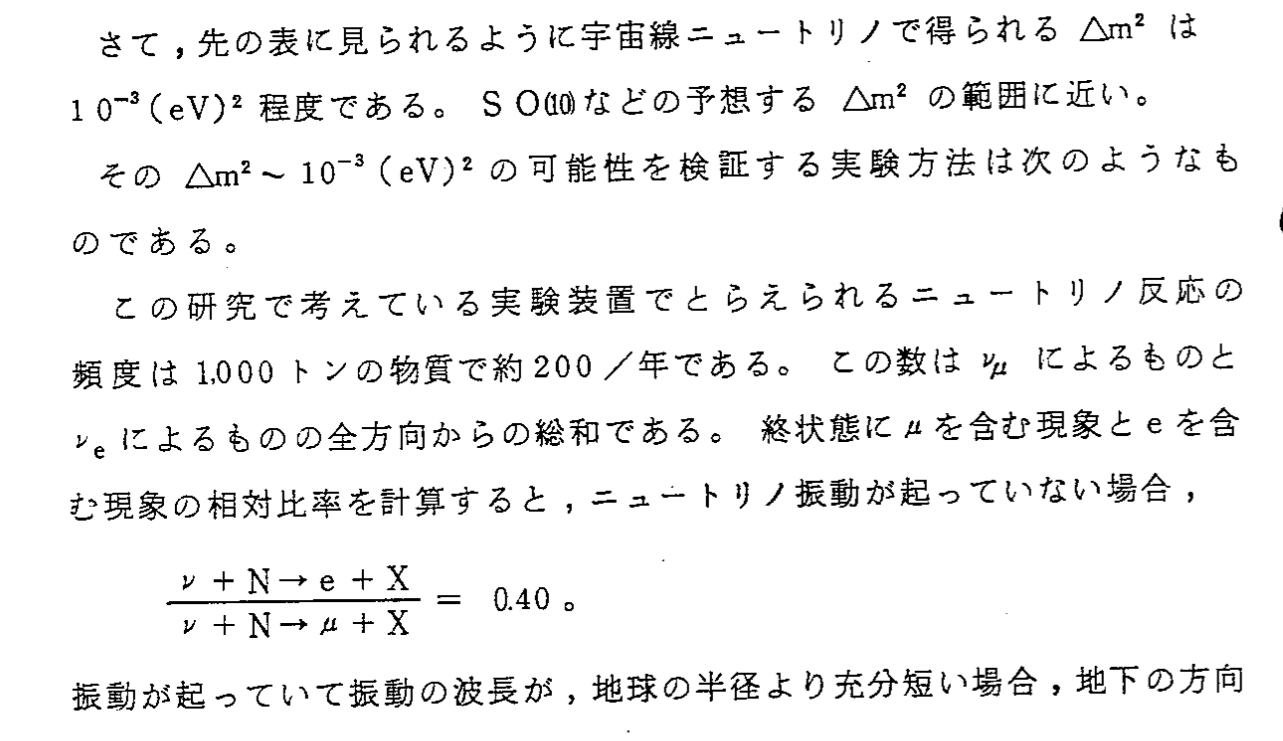 さて，先の表に見られるように宇宙線ニュートリノで得られる △m² は
10⁻³(eV)² 程度である。 SO(10)などの予想する △m² の範囲に近い。
その △m²～10⁻³(eV)² の可能性を検証する実験方法は次のようなも
のである。
この研究で考えている実験装置でとらえられるニュートリノ反応の
頻度は 1,000 トンの物質で約200／年である。 この数は ν_μ によるものと
ν_e によるものの全方向からの総和である。 終状態に μ を含む現象と e を含
む現象の相対比率を計算すると，ニュートリノ振動が起っていない場合，
ν + N → e + X
ν + N → μ + X
= 0.40 。
振動が起っていて振動の波長が，地球の半径より充分短い場合，地下の方向